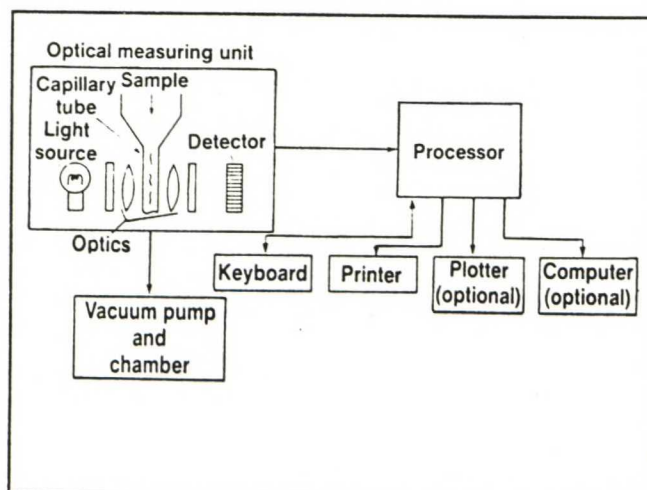 Optical measuring unit
Capillary Sample
tube
Light
source
Detector
Optics
Processor
Keyboard
Printer
Plotter
(optional)
Computer
(optional)
Vacuum pump
and
chamber